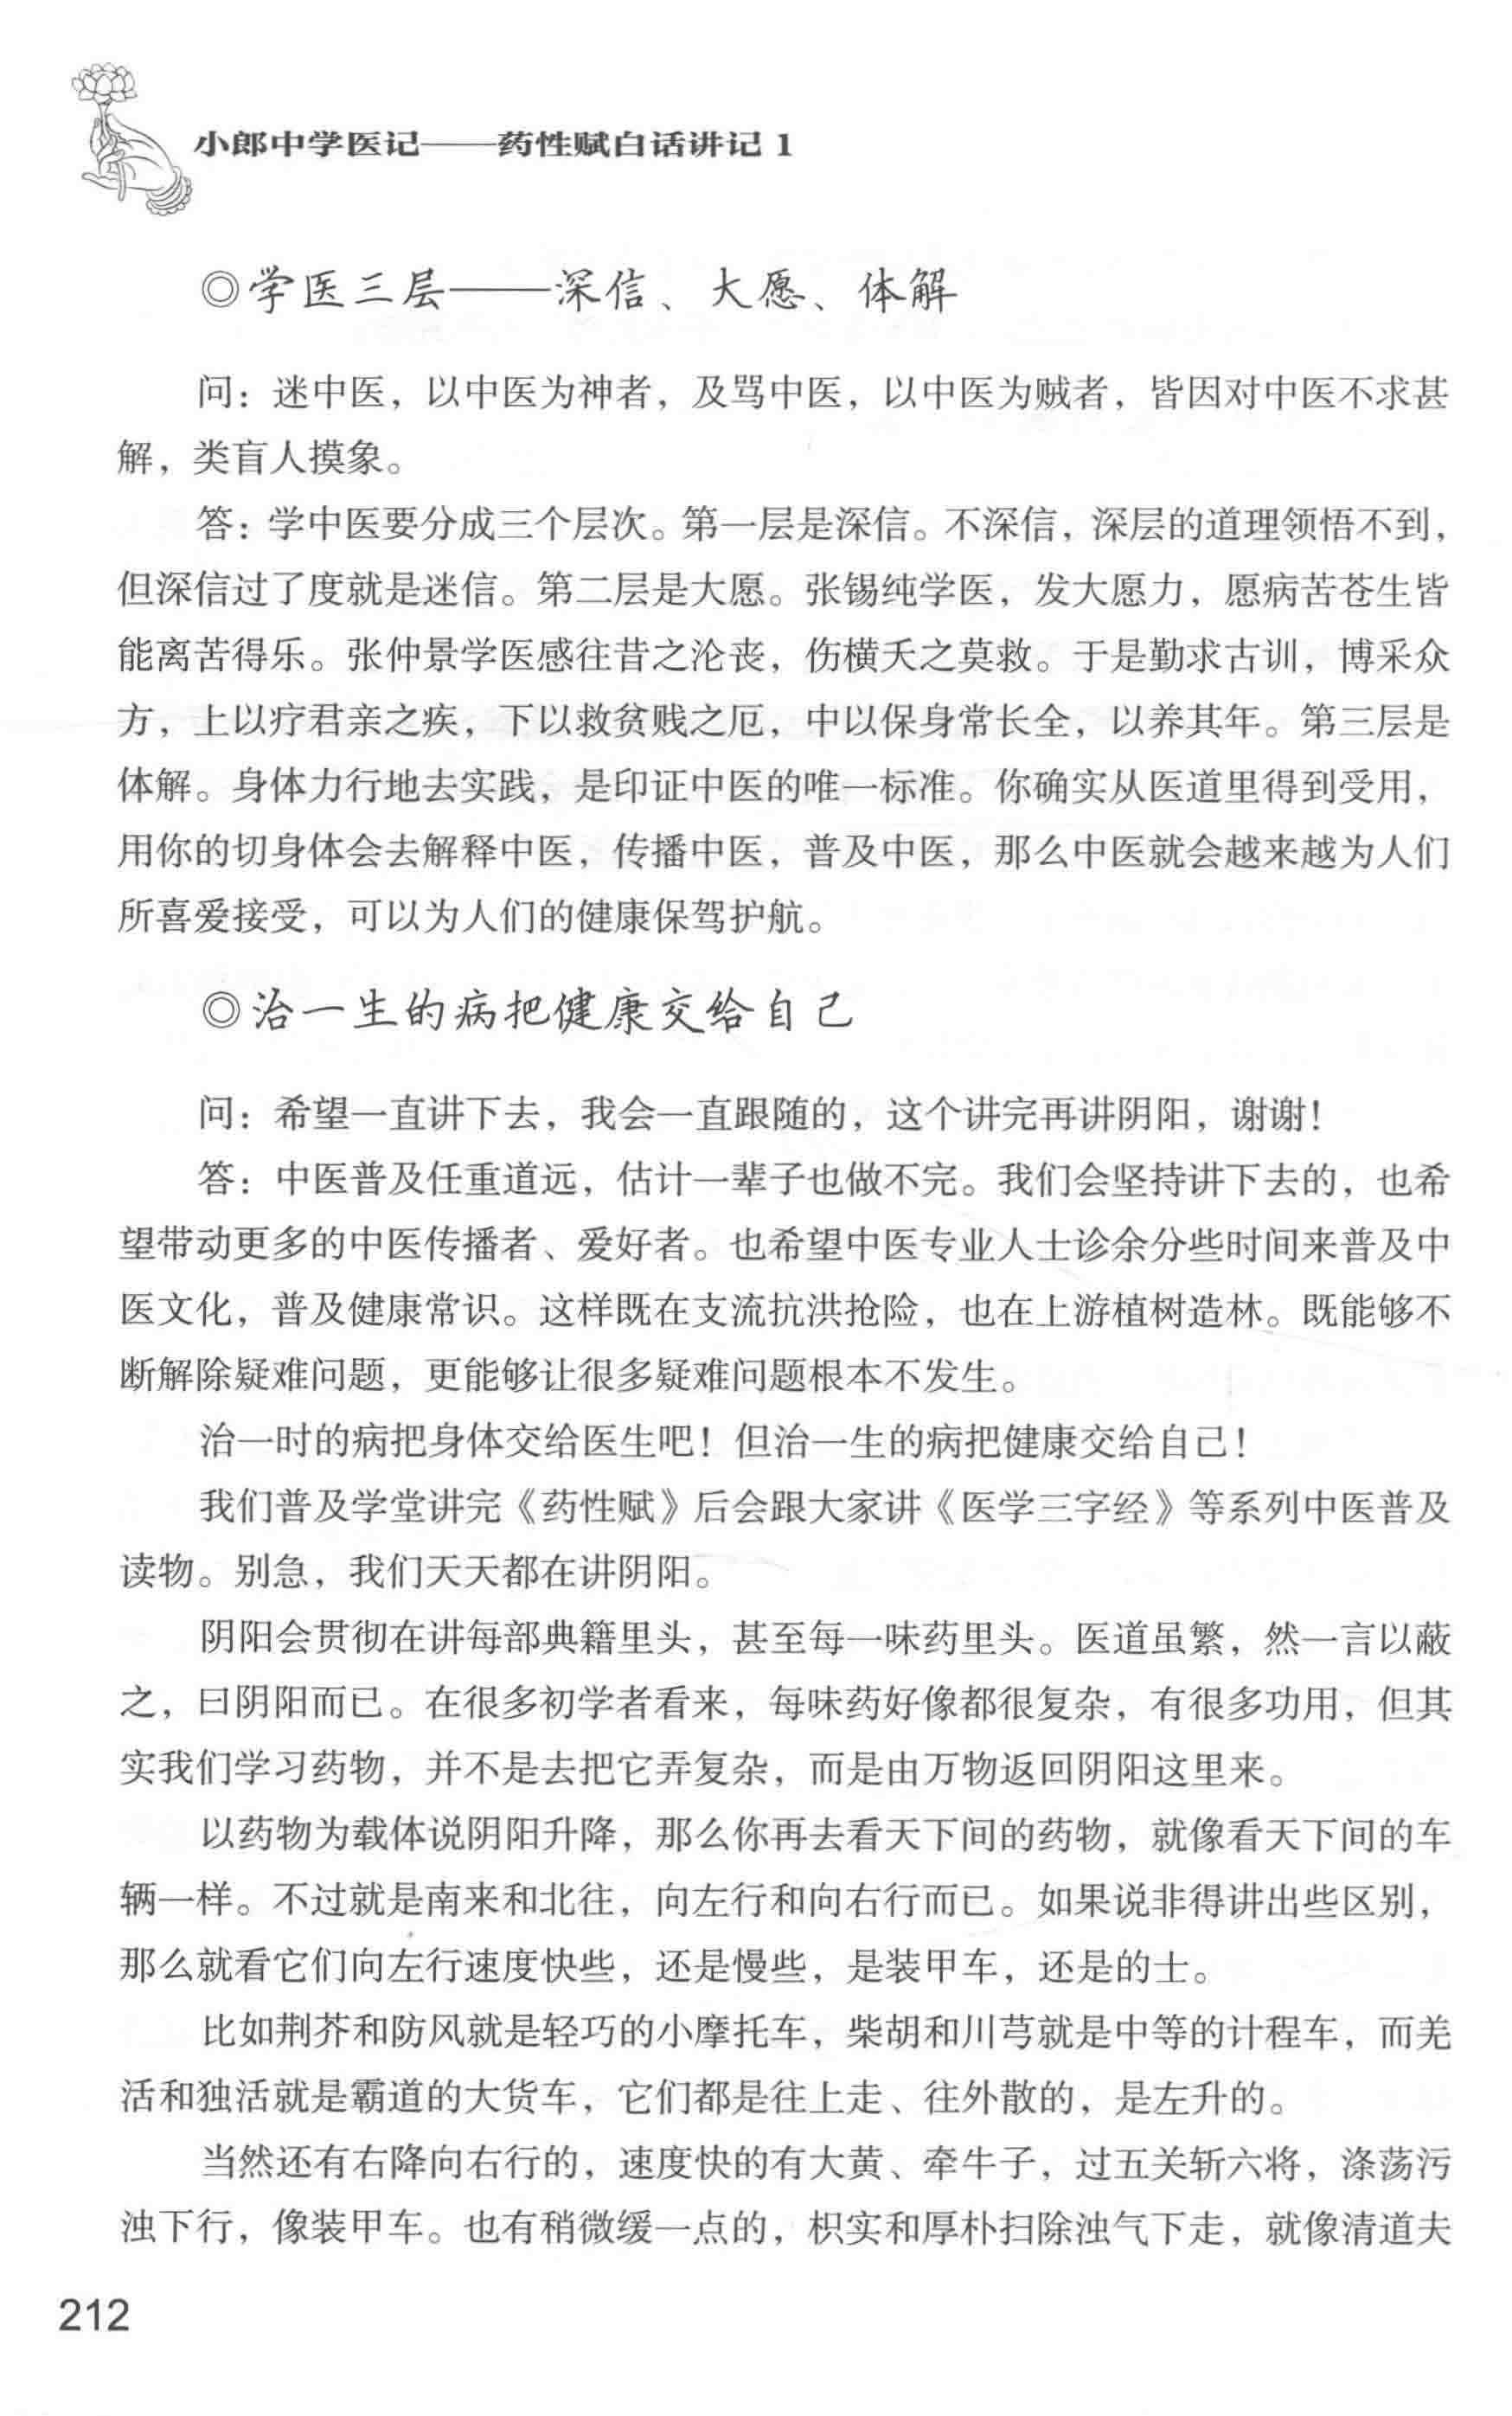 小郎中学医记——药性赋白话讲记 1
◎学医三层——深信、大愿、体解
问：迷中医，以中医为神者，及骂中医，以中医为贼者，皆因对中医不求甚
解，类盲人摸象。
答：学中医要分成三个层次。第一层是深信。不深信，深层的道理领悟不到，
但深信过了度就是迷信。第二层是大愿。张锡纯学医，发大愿力，愿病苦苍生皆
能离苦得乐。张仲景学医感往昔之沦丧，伤横夭之莫救。于是勤求古训，博采众
方，上以疗君亲之疾，下以救贫贱之厄，中以保身常长全，以养其年。第三层是
体解。身体力行地去实践，是印证中医的唯一标准。你确实从医道里得到受用，
用你的切身体会去解释中医，传播中医，普及中医，那么中医就会越来越为人们
所喜爱接受，可以为人们的健康保驾护航。
◎治一生的病把健康交给自己
问：希望一直讲下去，我会一直跟随的，这个讲完再讲阴阳，谢谢！
答：中医普及任重道远，估计一辈子也做不完。我们会坚持讲下去的，也希
望带动更多的中医传播者、爱好者。也希望中医专业人士诊余分些时间来普及中
医文化，普及健康常识。这样既在支流抗洪抢险，也在上游植树造林。既能够不
断解除疑难问题，更能够让很多疑难问题根本不发生。
治一时的病把身体交给医生吧！但治一生的病把健康交给自己！
我们普及学堂讲完《药性赋》后会跟大家讲《医学三字经》等系列中医普及
读物。别急，我们天天都在讲阴阳。
阴阳会贯彻在讲每部典籍里头，甚至每一味药里头。医道虽繁，然一言以蔽
之，曰阴阳而已。在很多初学者看来，每味药好像都很复杂，有很多功用，但其
实我们学习药物，并不是去把它弄复杂，而是由万物返回阴阳这里来。
以药物为载体说阴阳升降，那么你再去看天下间的药物，就像看天下间的车
辆一样。不过就是南来和北往，向左行和向右行而已。如果说非得讲出些区别，
那么就看它们向左行速度快些，还是慢些，是装甲车，还是的士。
比如荆芥和防风就是轻巧的小摩托车，柴胡和川芎就是中等的计程车，而羌
活和独活就是霸道的大货车，它们都是往上走、往外散的，是左升的。
当然还有右降向右行的，速度快的有大黄、牵牛子，过五关斩六将，涤荡污
浊下行，像装甲车。也有稍微缓一点的，枳实和厚朴扫除浊气下走，就像清道夫
212